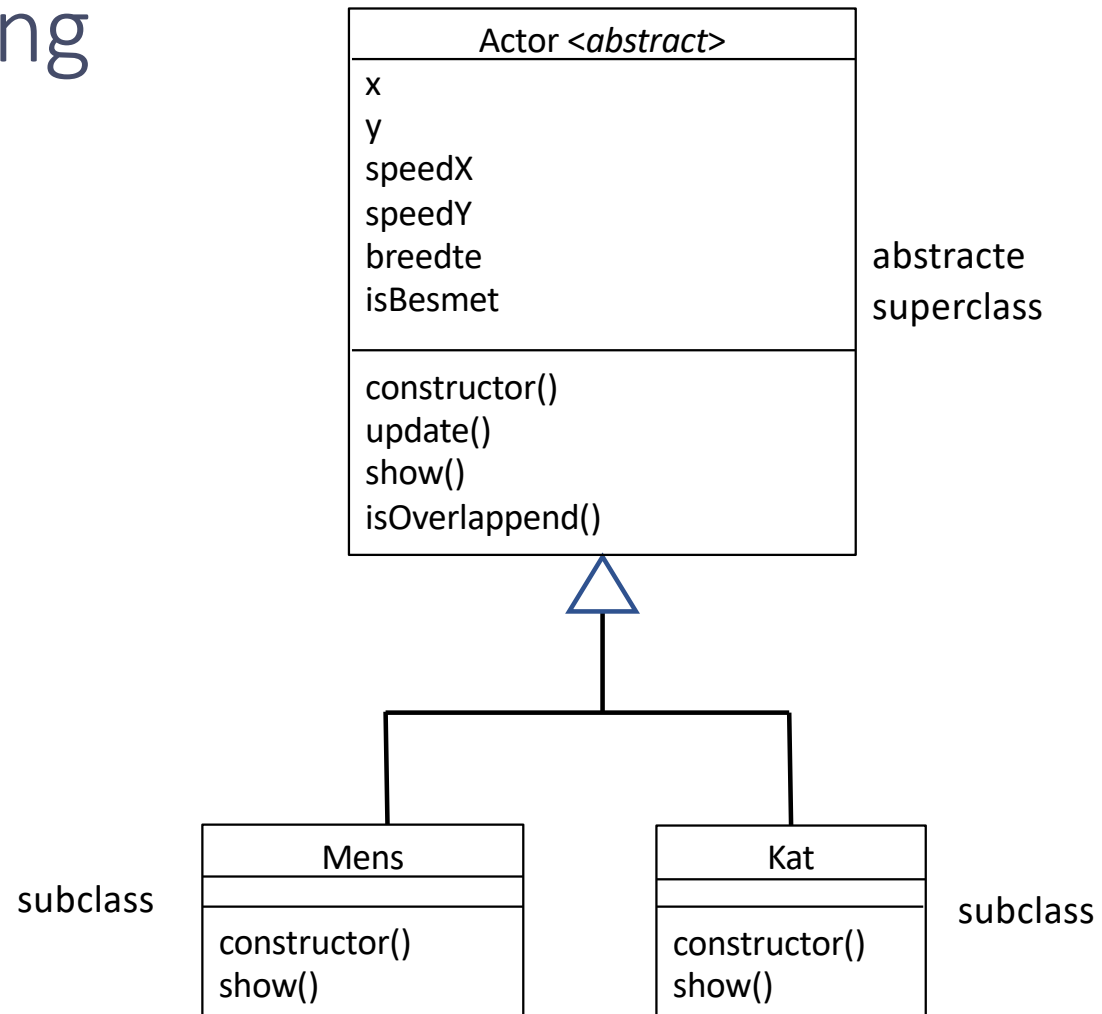 ng
Actor <abstract>
x
y
speedX
speedY
breedte
isBesmet
abstracte
superclass
constructor()
update()
show()
isOverlappend()
Mens
Kat
subclass
subclass
constructor()
show()
constructor()
show()